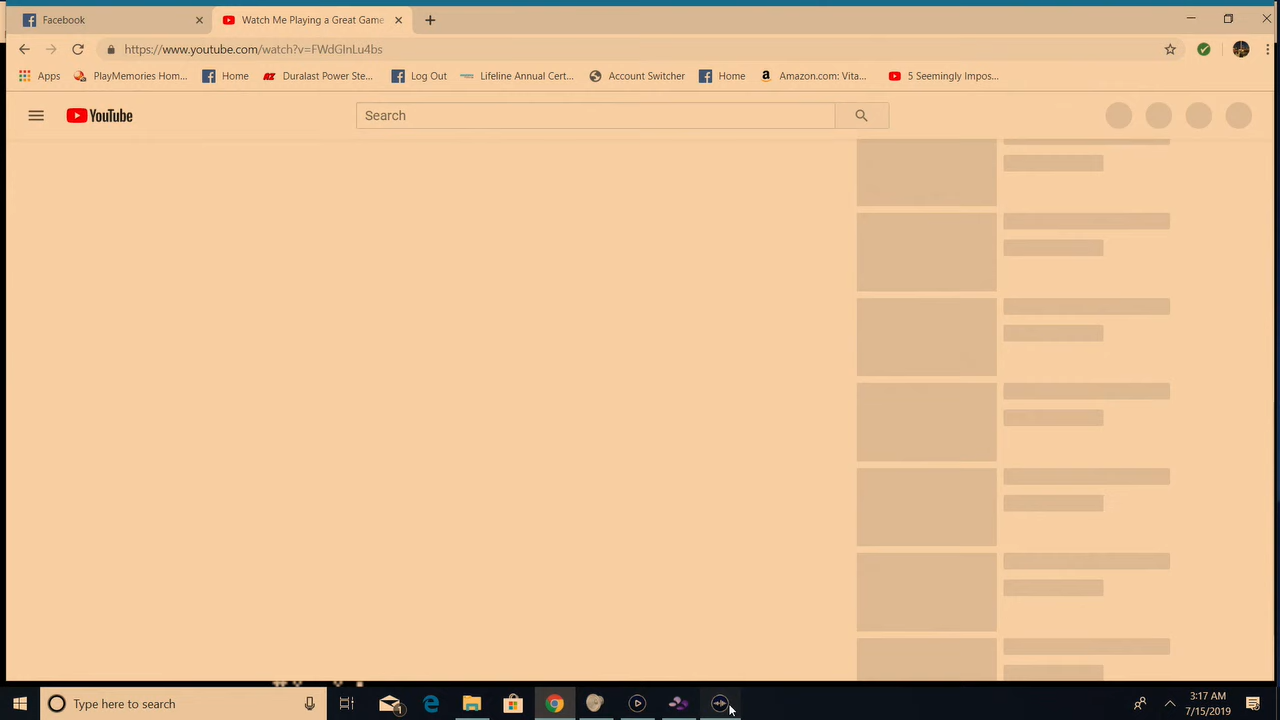 Facebook
Watch Me Playing a Great Game
https://www.youtube.com/watch?v=FWdGInLu4bs
Apps
PlayMemories Hom...
Home
Duralast Power Ste...
Log Out
Lifeline Annual Cert...
Account Switcher
Home
Amazon.com: Vita...
5 Seemingly Impos...
YouTube
Search
Type here to search
1
3:17 AM
7/15/2019